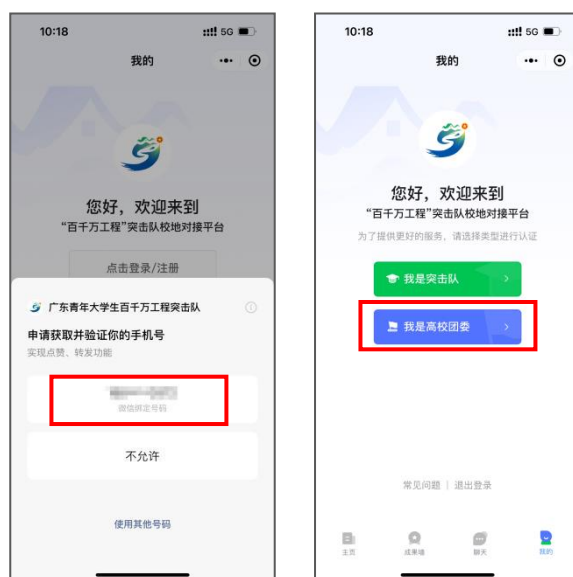 10:18
5G
我的
您好，欢迎来到
“百千万工程”突击队校地对接平台
点击登录/注册
广东青年大学生百千万工程突击队
申请获取并验证你的手机号
实现点赞、转发功能
微信绑定号码
不允许
使用其他号码
10:18
5G
我的
您好，欢迎来到
“百千万工程”突击队校地对接平台
为了提供更好的服务，请选择类型进行认证
我是突击队
我是高校团委
常见问题 | 退出登录
主页
成果墙
聊天
我的